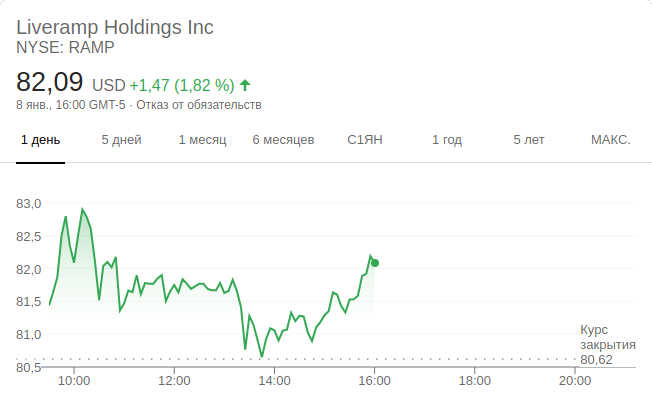 Liveramp Holdings Inc
NYSE: RAMP
82,09 USD +1,47 (1,82 %)
8 янв., 16:00 GMT-5 · Отказ от обязательств
1 день 5 дней 1 месяц 6 месяцев С1ЯН 1 год 5 лет МАКС.
83,0
82,5
82,0
81,5
81,0
80,5
Курс
закрытия
80,62
10:00 12:00 14:00 16:00 18:00 20:00